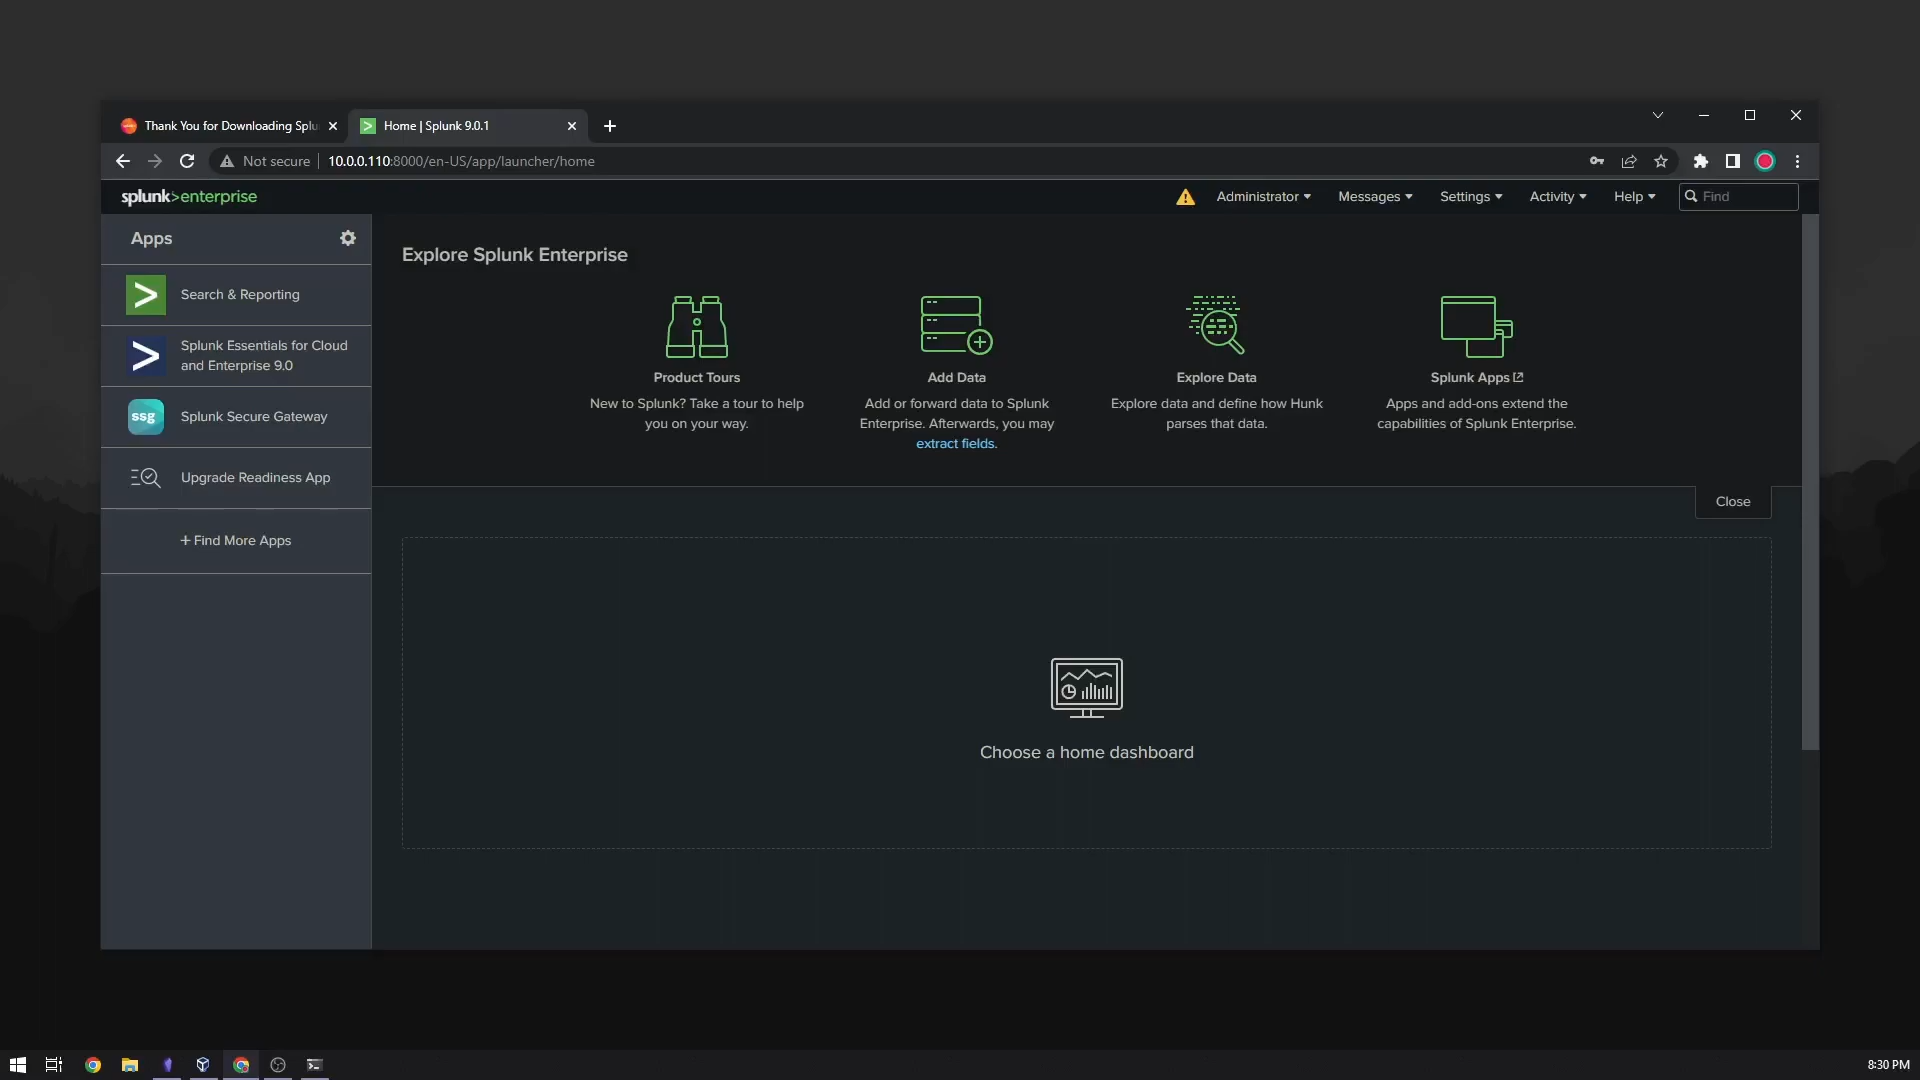 Thank You for Downloading Splu
Home | Splunk 9.0.1
Not secure
10.0.0.110:8000/en-US/app/launcher/home
splunk>enterprise
Administrator
Messages
Settings
Activity
Help
Find
Apps
Search & Reporting
Splunk Essentials for Cloud
and Enterprise 9.0
ssg
Splunk Secure Gateway
Upgrade Readiness App
+ Find More Apps
Explore Splunk Enterprise
Product Tours
New to Splunk? Take a tour to help
you on your way.
Add Data
Add or forward data to Splunk
Enterprise. Afterwards, you may
extract fields.
Explore Data
Explore data and define how Hunk
parses that data.
Splunk Apps
Apps and add-ons extend the
capabilities of Splunk Enterprise.
Close
Choose a home dashboard
8:30 PM